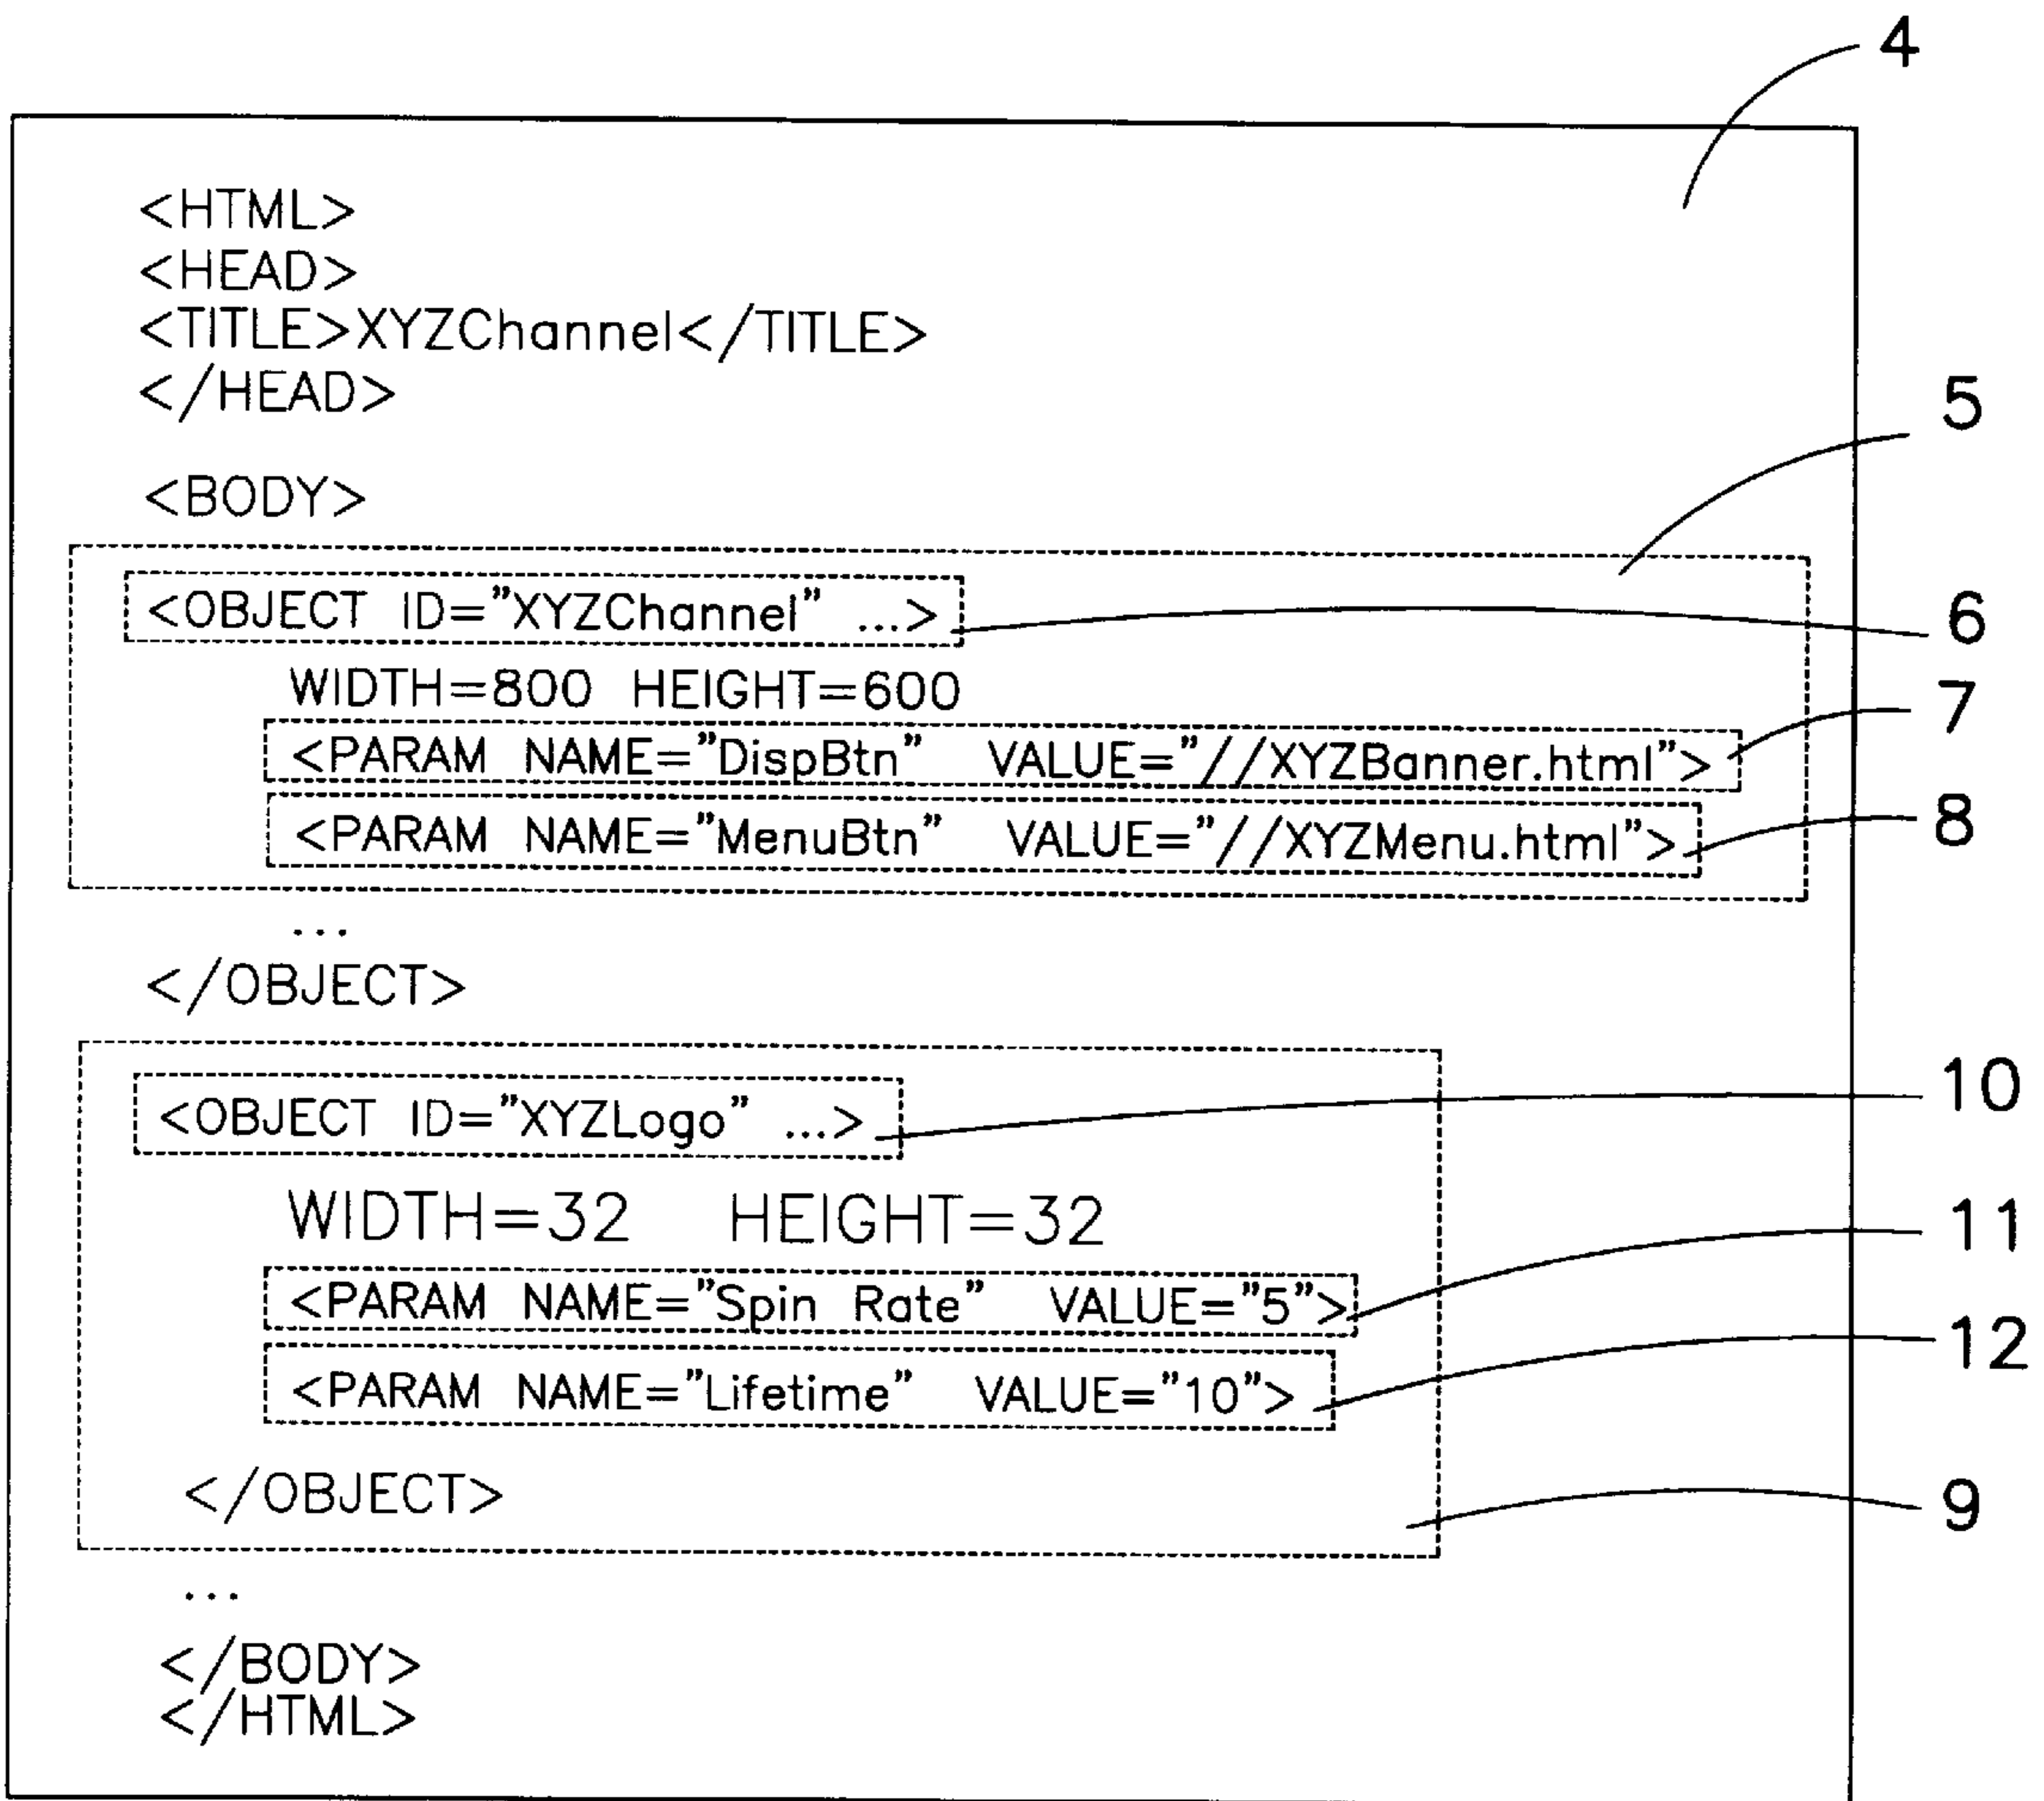 4
<HTML>
<HEAD>
<TITLE>XYZChannel</TITLE>
</HEAD>
5
<BODY>
<OBJECT ID="XYZChannel" ...>
6
WIDTH=800 HEIGHT=600
7
<PARAM NAME="DispBtn" VALUE="//XYZBanner.html">
<PARAM NAME="MenuBtn" VALUE="//XYZMenu.html">
8
...
</OBJECT>
<OBJECT ID="XYZLogo" ...>
10
WIDTH=32 HEIGHT=32
11
<PARAM NAME="Spin Rate" VALUE="5">
12
<PARAM NAME="Lifetime" VALUE="10">
</OBJECT>
9
...
</BODY>
</HTML>